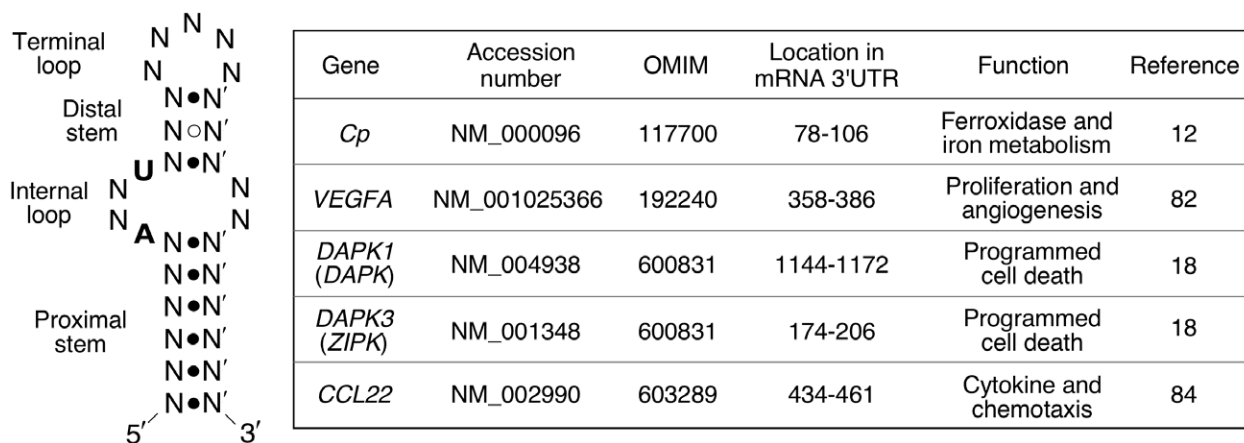 Terminal
loop
N
N N
N N
N N
N●N′
Distal
stem
N○N′
N●N′
U
Internal
loop
N N
N N
A
N●N′
N●N′
N●N′
Proximal
stem
N●N′
N●N′
N●N′
5′ 3′
Gene Accession number OMIM Location in mRNA 3'UTR Function Reference
Cp NM_000096 117700 78-106 Ferroxidase and iron metabolism 12
VEGFA NM_001025366 192240 358-386 Proliferation and angiogenesis 82
DAPK1 (DAPK) NM_004938 600831 1144-1172 Programmed cell death 18
DAPK3 (ZIPK) NM_001348 600831 174-206 Programmed cell death 18
CCL22 NM_002990 603289 434-461 Cytokine and chemotaxis 84